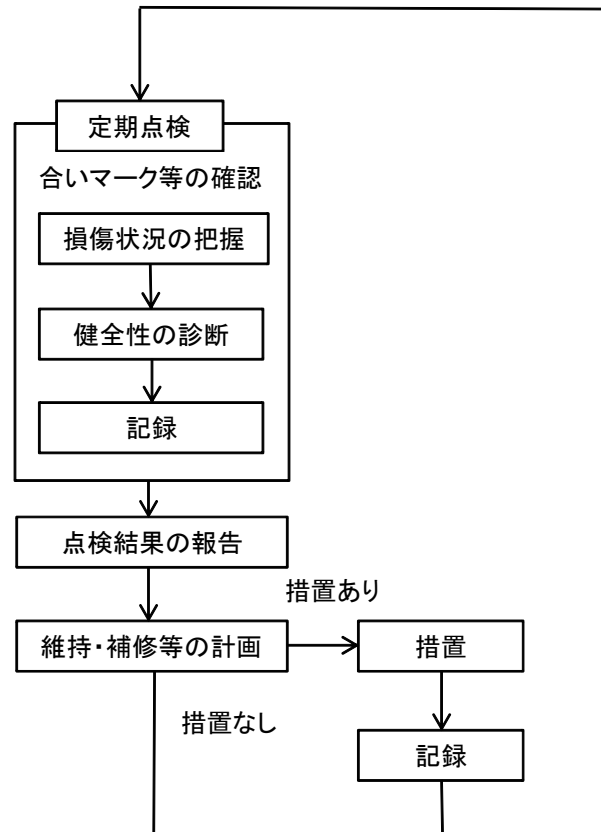 定期点検
合いマーク等の確認
損傷状況の把握
健全性の診断
記録
点検結果の報告
措置あり
維持・補修等の計画
措置
措置なし
記録